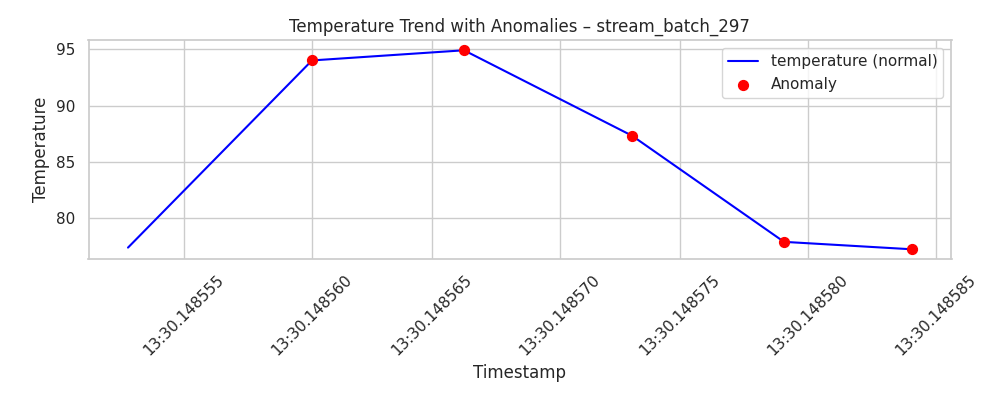 Temperature Trend with Anomalies – stream_batch_297
temperature (normal)
Anomaly
Temperature
95
90
85
80
13:30.148555
13:30.148560
13:30.148565
13:30.148570
13:30.148575
13:30.148580
13:30.148585
Timestamp